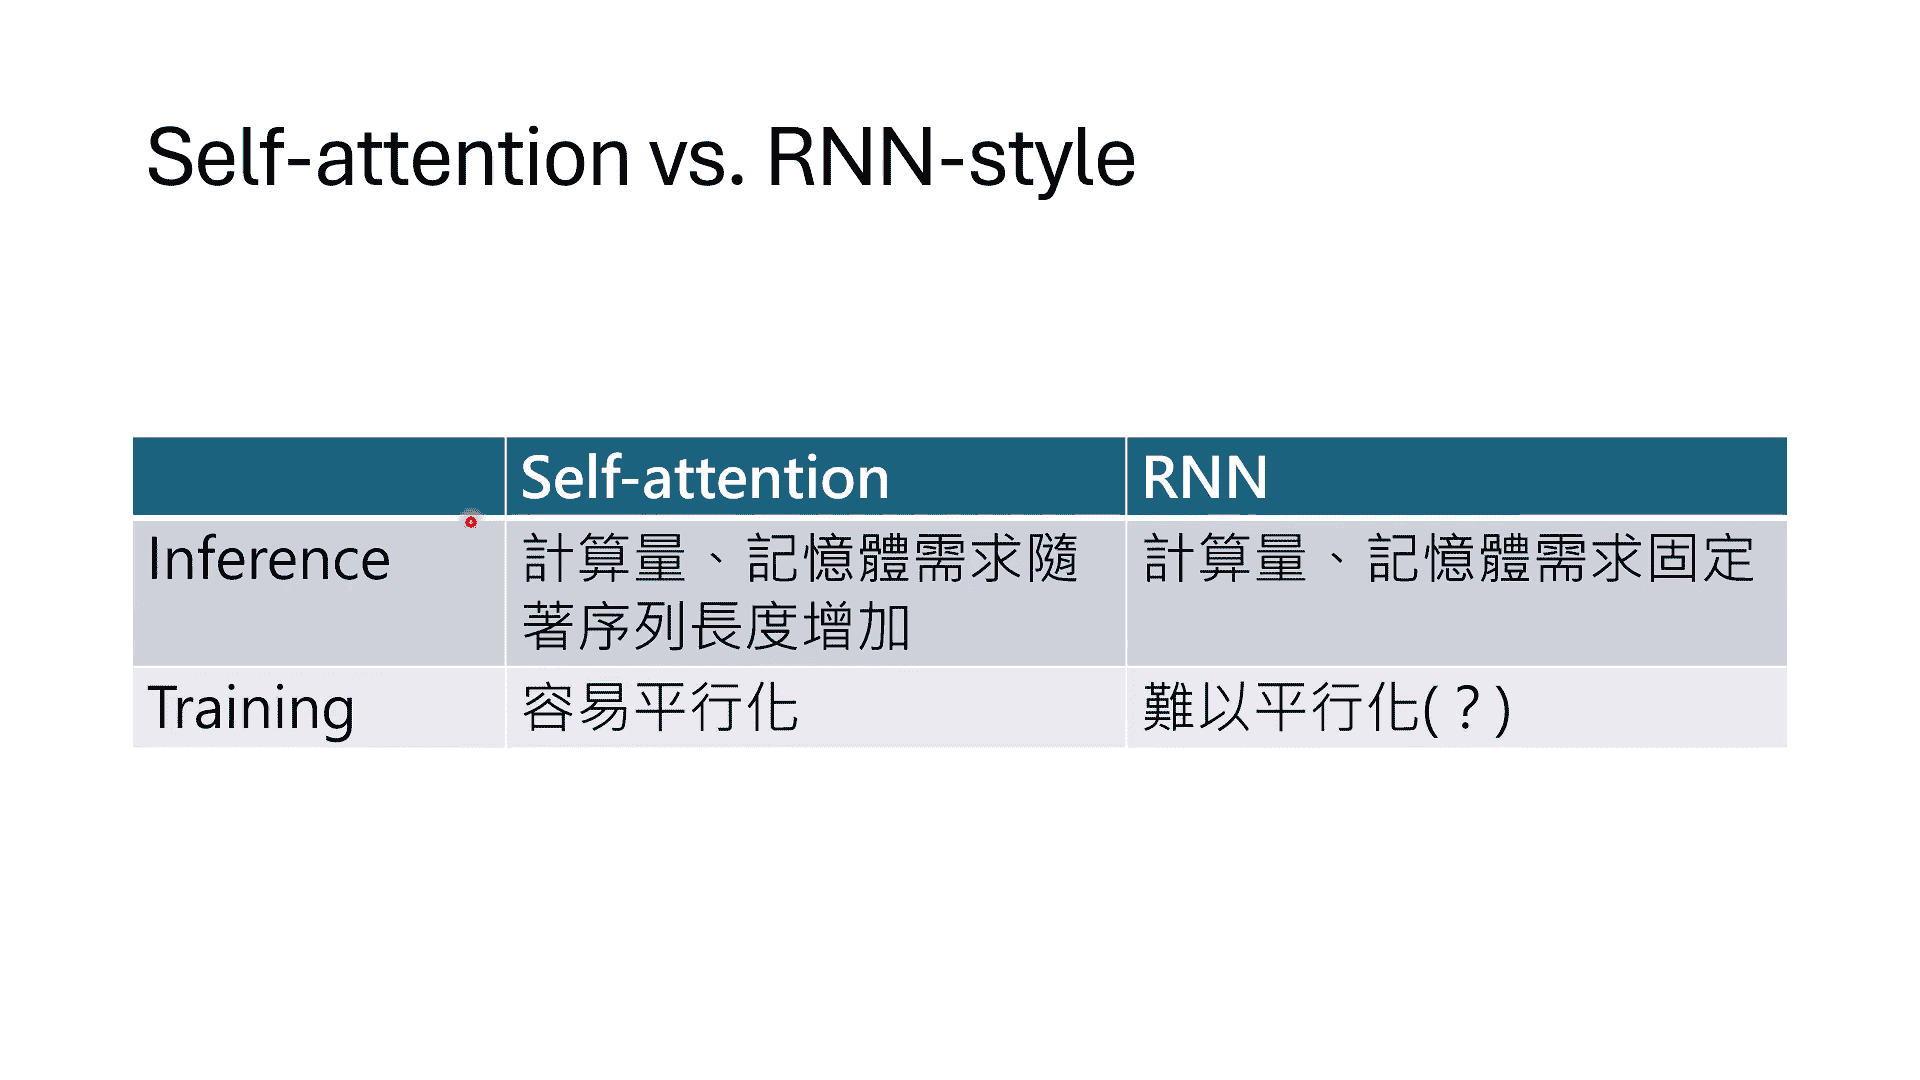 Self-attention vs. RNN-style
Self-attention
RNN
Inference
計算量、記憶體需求隨
著序列長度增加
計算量、記憶體需求固定
Training
容易平行化
難以平行化(？)